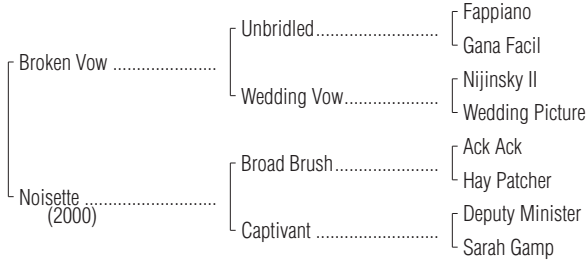 Fappiano
Unbridled
Gana Facil
Broken Vow
Nijinsky II
Wedding Vow
Wedding Picture
Ack Ack
Broad Brush
Hay Patcher
Noisette
(2000)
Deputy Minister
Captivant
Sarah Gamp